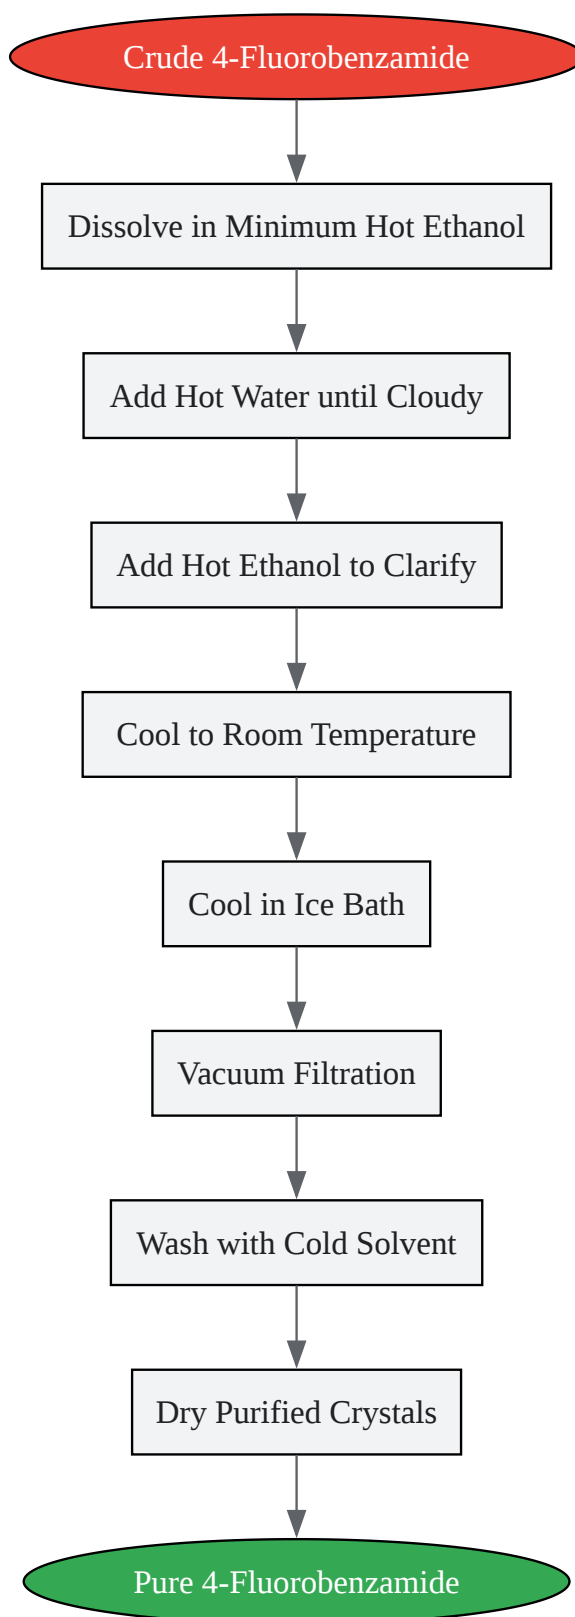 Crude 4-Fluorobenzamide
Dissolve in Minimum Hot Ethanol
Add Hot Water until Cloudy
Add Hot Ethanol to Clarify
Cool to Room Temperature
Cool in Ice Bath
Vacuum Filtration
Wash with Cold Solvent
Dry Purified Crystals
Pure 4-Fluorobenzamide